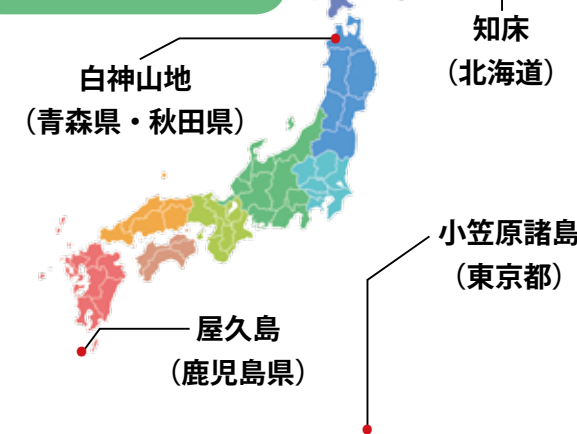 知床
（北海道）
白神山地
（青森県・秋田県）
小笠原諸島
（東京都）
屋久島
（鹿児島県）